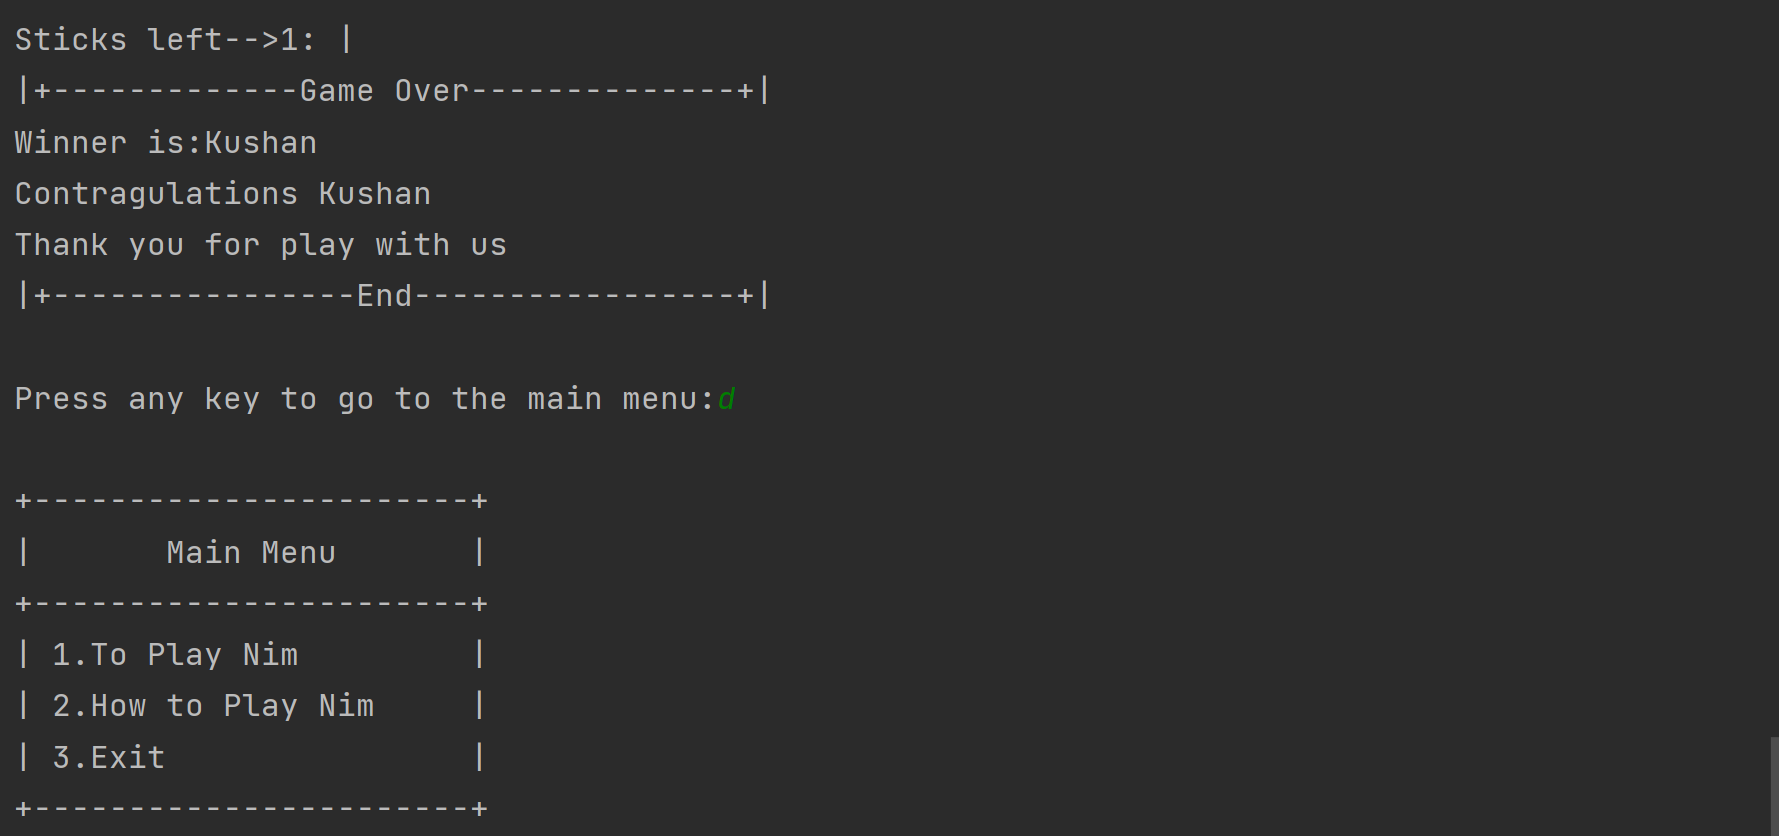 Sticks left-->1: |
|+-------------Game Over--------------+|
Winner is:Kushan
Contragulations Kushan
Thank you for play with us
|+----------------End-----------------+|
Press any key to go to the main menu:d
+-----------------------+
|       Main Menu       |
+-----------------------+
| 1.To Play Nim         |
| 2.How to Play Nim     |
| 3.Exit                |
+-----------------------+